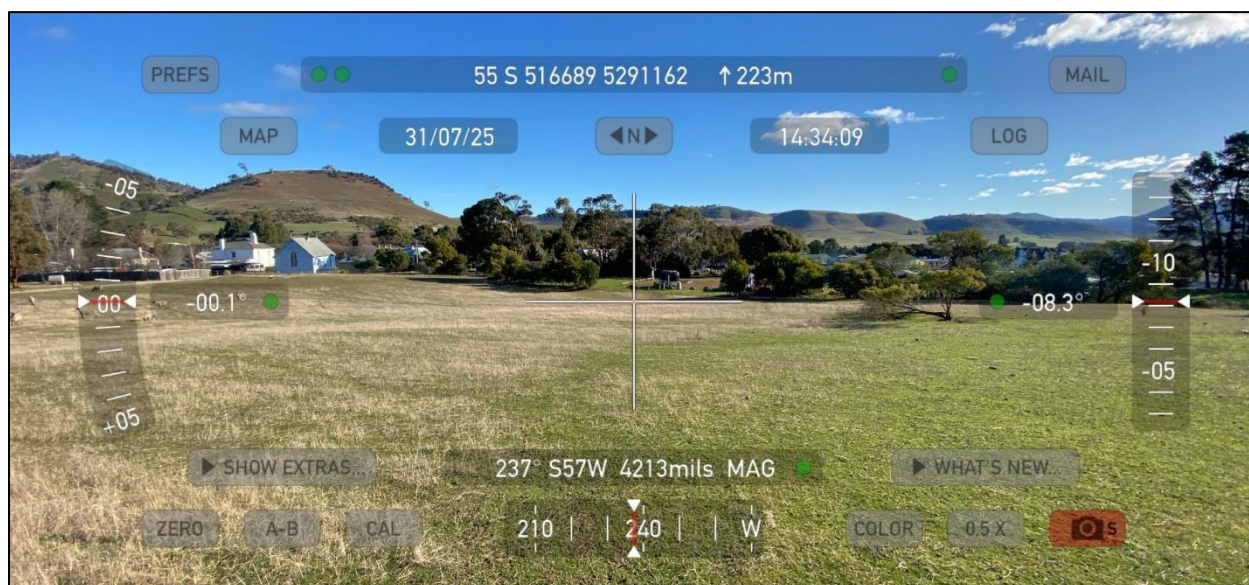 PREFS
55 S 516689 5291162 ↑ 223m
MAIL
MAP
31/07/25
◀N▶
14:34:09
LOG
-05
-10
00
-00.1°
-08.3°
-05
+05
▶ SHOW EXTRAS...
237° S57W 4213mils MAG
▶ WHAT'S NEW...
ZERO
A-B
CAL
210 240 W
COLOR
0.5 X
S